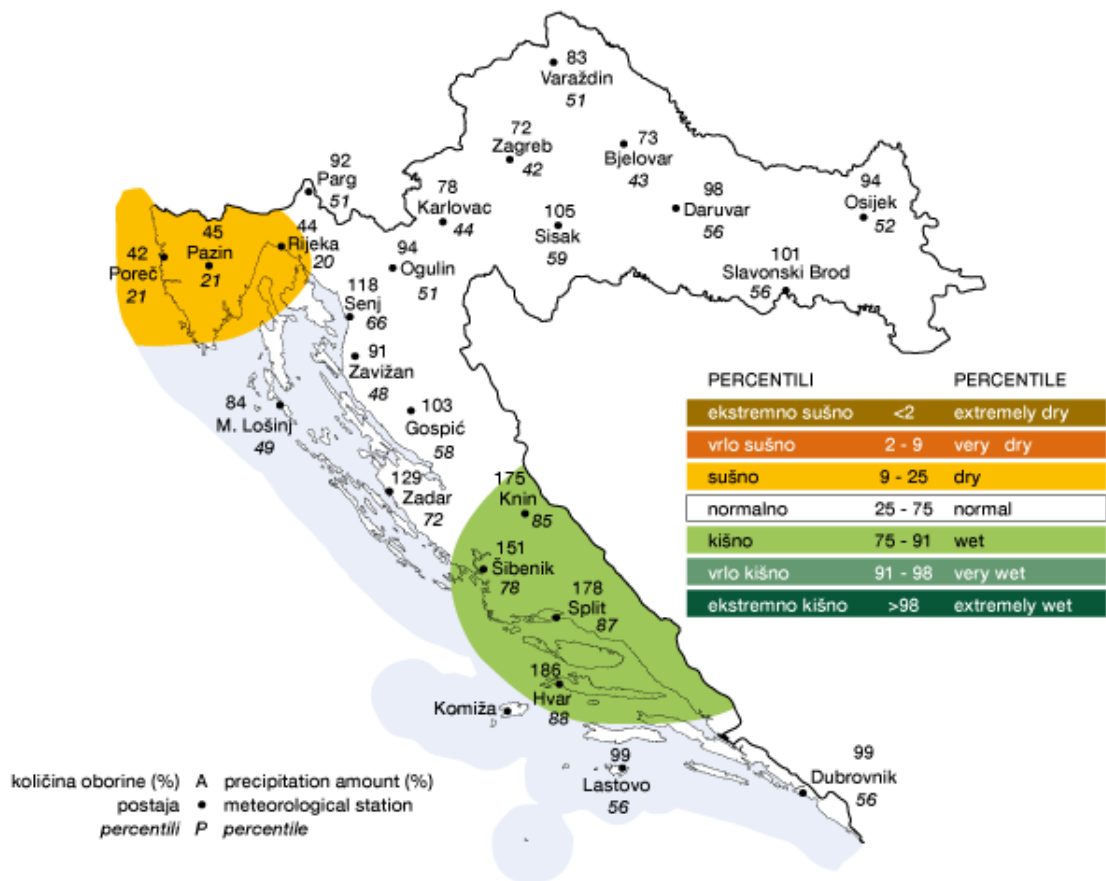 83
Varaždin
51
72
Zagreb
42
73
Bjelovar
43
92
Parg
51
78
Karlovac
44
98
Daruvar
56
94
Osijek
52
105
Sisak
59
45
Pazin
21
44
Rijeka
20
42
Poreč
21
94
Ogulin
51
101
Slavonski Brod
56
118
Senj
66
91
Zavižan
48
84
M. Lošinj
49
103
Gospić
58
129
Zadar
72
175
Knin
85
151
Šibenik
78
178
Split
87
186
Hvar
88
Komiža
99
Lastovo
56
99
Dubrovnik
56
PERCENTILI PERCENTILE
ekstremno sušno <2 extremely dry
vrlo sušno 2 - 9 very dry
sušno 9 - 25 dry
normalno 25 - 75 normal
kišno 75 - 91 wet
vrlo kišno 91 - 98 very wet
ekstremno kišno >98 extremely wet
količina oborine (%) A precipitation amount (%)
postaja • meteorological station
percentili P percentile